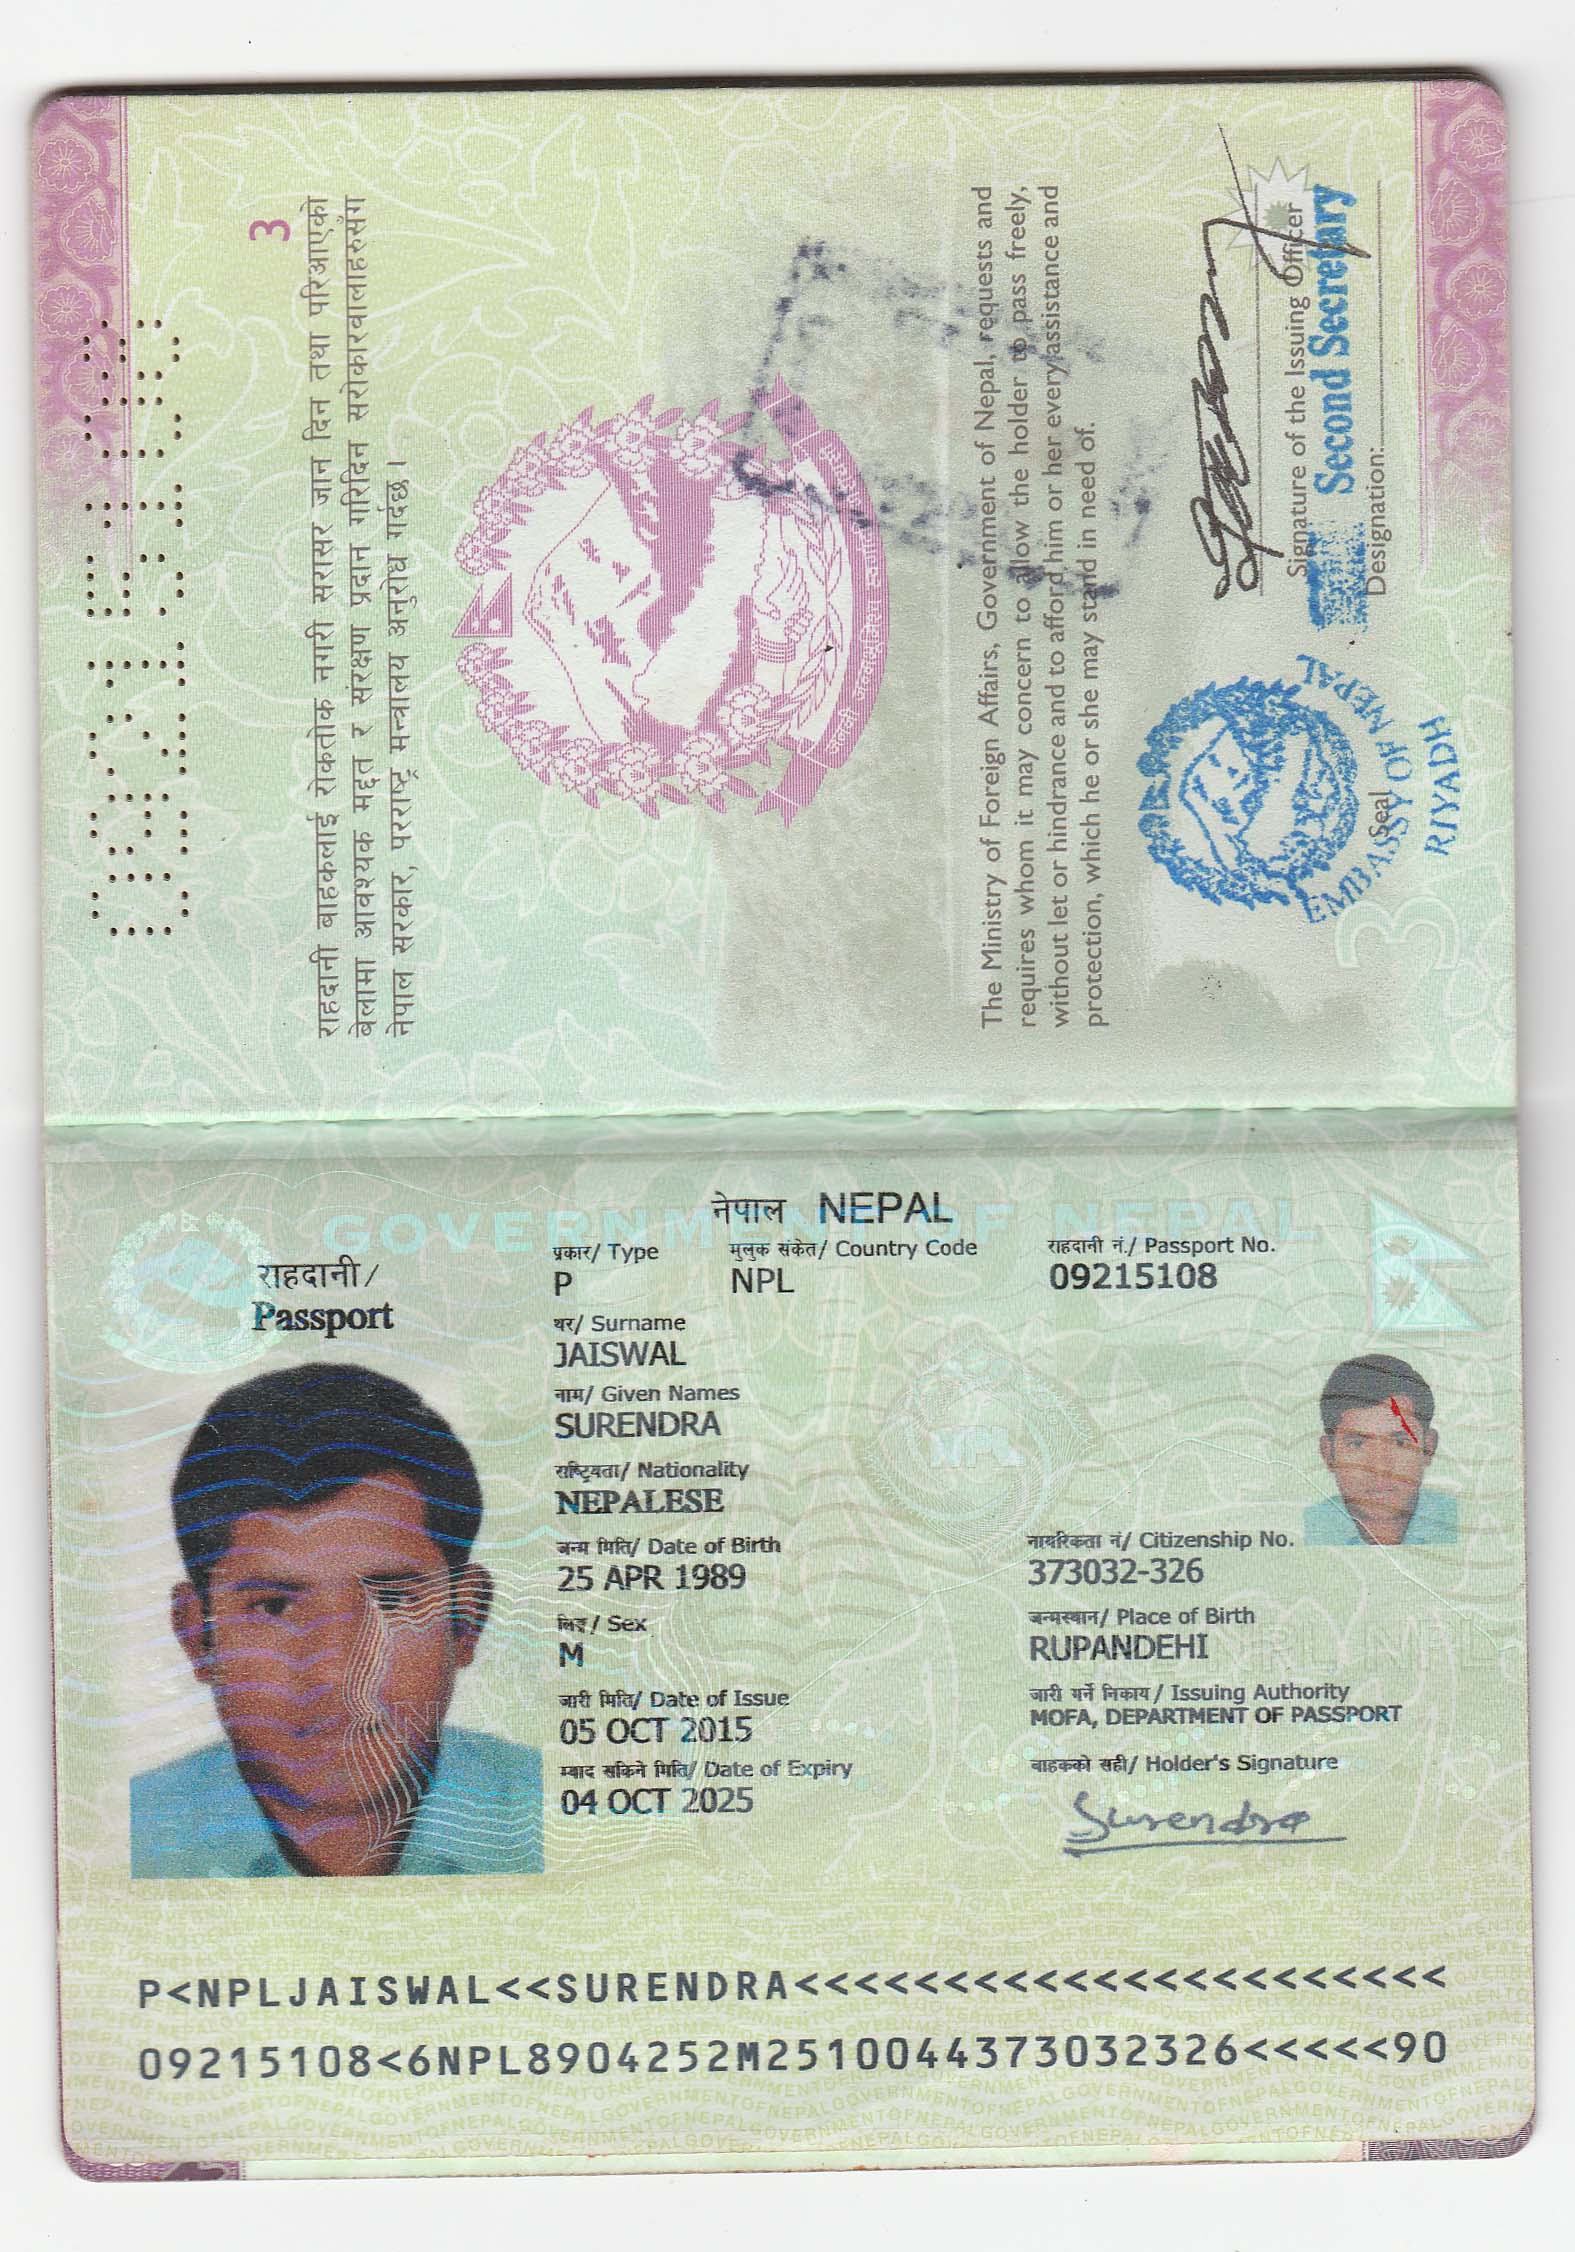 3
राहदानी बाहकलाई रोकतोक नगरी सरासर जान दिन तथा परिआएको
बेलामा आवश्यक मद्दत र संरक्षण प्रदान गरिदिन सरोकारवालाहरुसँग
नेपाल सरकार, परराष्ट्र मन्त्रालय अनुरोध गर्दछ।
The Ministry of Foreign Affairs, Government of Nepal, requests and
requires whom it may concern to allow the holder to pass freely,
without let or hindrance and to afford him or her every assistance and
protection, which he or she may stand in need of.
Signature of the Issuing Officer
Second Secretary
Designation:
Seal
EMBASSY OF NEPAL
RIYADH
3
GOVERNMENT OF NEPAL
नेपाल NEPAL
राहदानी/
Passport
प्रकार/ Type
P
मुलुक संकेत/ Country Code
NPL
राहदानी नं./ Passport No.
09215108
थर/ Surname
JAISWAL
नाम/ Given Names
SURENDRA
राष्ट्रियता/ Nationality
NEPALESE
जन्म मिति/ Date of Birth
25 APR 1989
नागरिकता नं/ Citizenship No.
373032-326
लिङ्ग/ Sex
M
जन्मस्थान/ Place of Birth
RUPANDEHI
जारी मिति/ Date of Issue
05 OCT 2015
जारी गर्ने निकाय/ Issuing Authority
MOFA, DEPARTMENT OF PASSPORT
म्याद सकिने मिति/ Date of Expiry
04 OCT 2025
बाहकको सही/ Holder's Signature
Surendra
P<NPLJAISWAL<<SURENDRA<<<<<<<<<<<<<<<<<<<<<<
09215108<6NPL8904252M2510044373032326<<<<<90